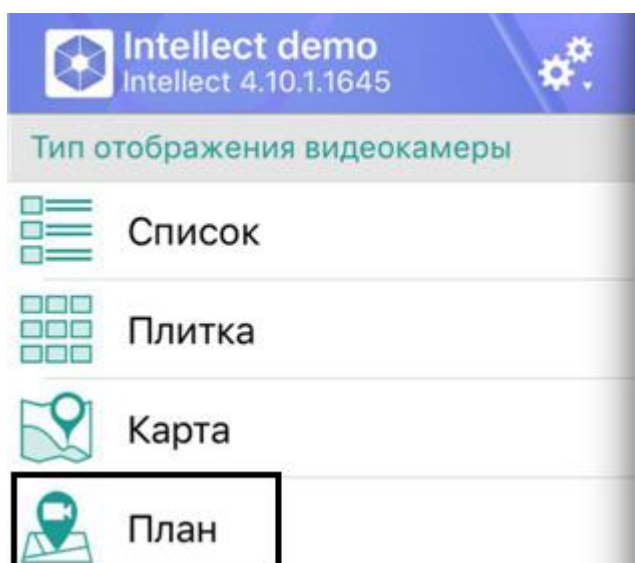 Intellect demo
Intellect 4.10.1.1645
Тип отображения видеокамеры
Список
Плитка
Карта
План